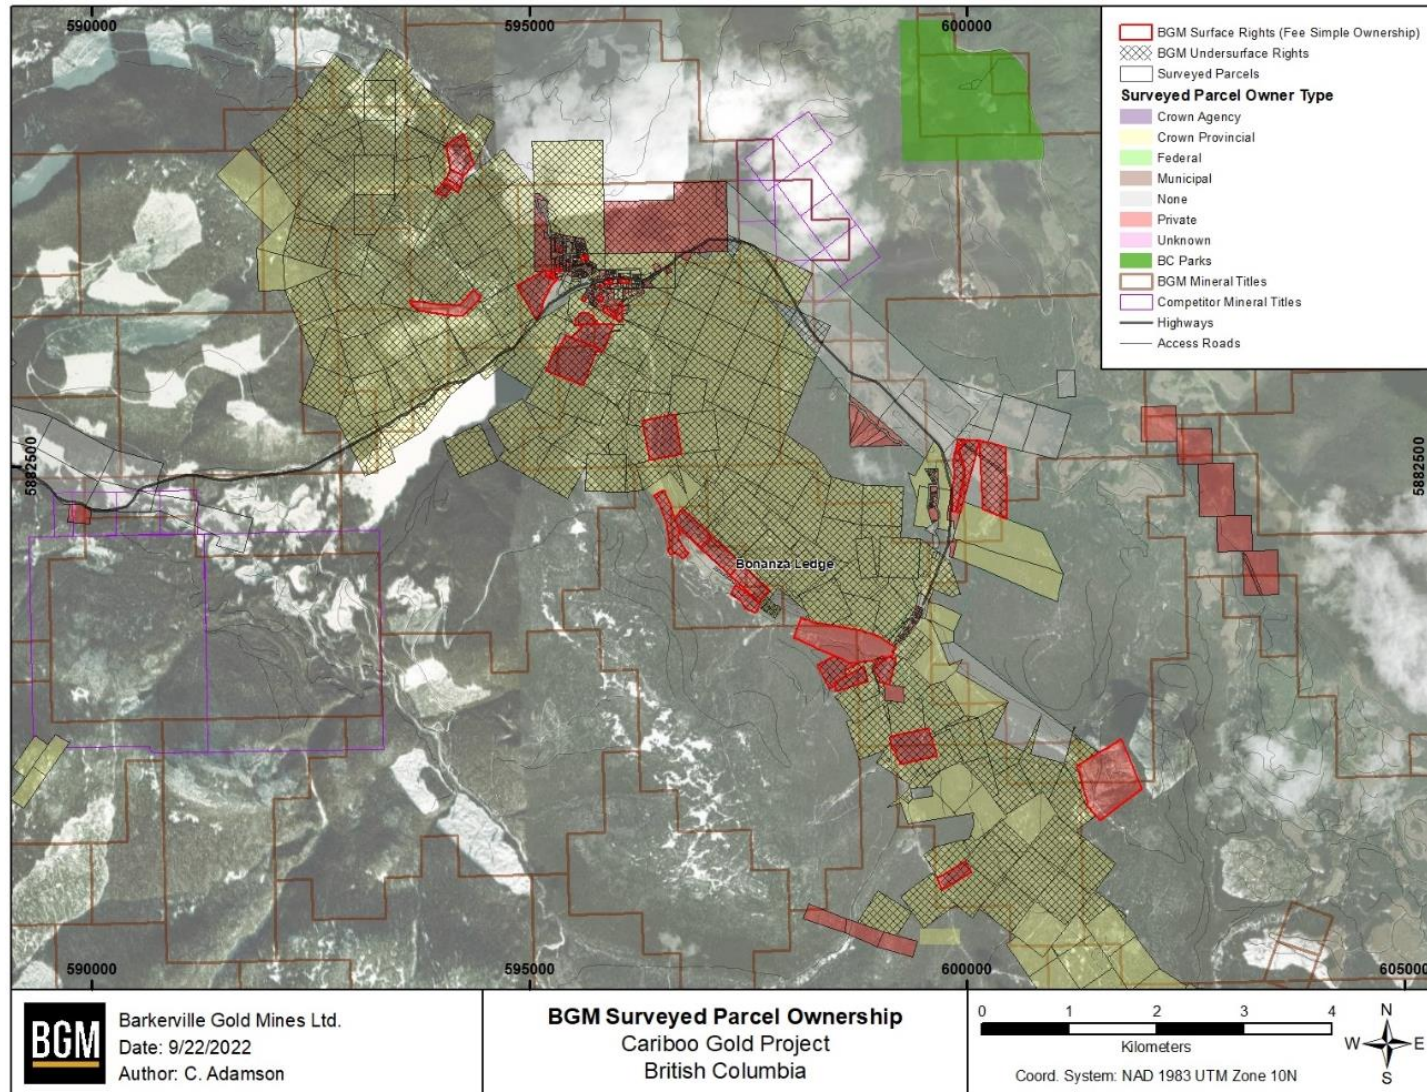 590000
595000
600000
BGM Surface Rights (Fee Simple Ownership)
BGM Undersurface Rights
Surveyed Parcels
Surveyed Parcel Owner Type
Crown Agency
Crown Provincial
Federal
Municipal
None
Private
Unknown
BC Parks
BGM Mineral Titles
Competitor Mineral Titles
Highways
Access Roads
5882500
5882500
Bonanza Ledge
590000
595000
600000
605000
BGM
Barkerville Gold Mines Ltd.
Date: 9/22/2022
Author: C. Adamson
BGM Surveyed Parcel Ownership
Cariboo Gold Project
British Columbia
0 1 2 3 4
Kilometers
Coord. System: NAD 1983 UTM Zone 10N
N
W E
S